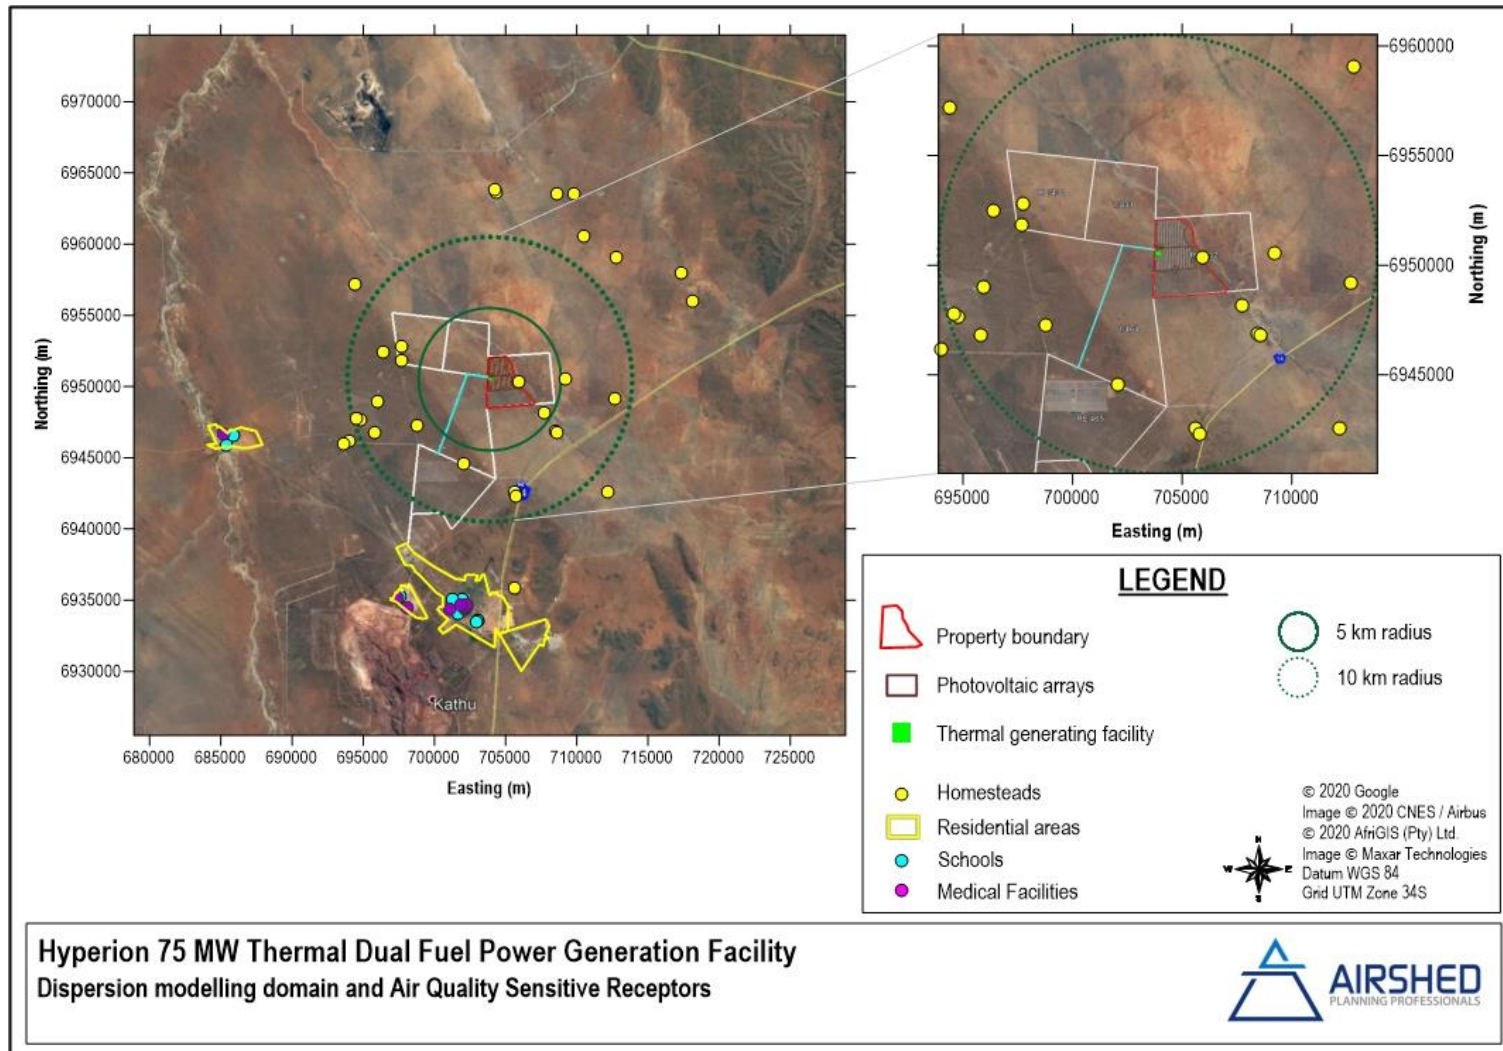 6970000
6965000
6960000
6955000
6950000
6945000
6940000
6935000
6930000
Northing (m)
Kathu
680000 685000 690000 695000 700000 705000 710000 715000 720000 725000
Easting (m)
6960000
6955000
6950000
6945000
Northing (m)
695000 700000 705000 710000
Easting (m)
LEGEND
Property boundary
Photovoltaic arrays
Thermal generating facility
Homesteads
Residential areas
Schools
Medical Facilities
5 km radius
10 km radius
N
W E
S
© 2020 Google
Image © 2020 CNES / Airbus
© 2020 AfriGIS (Pty) Ltd.
Image © Maxar Technologies
Datum WGS 84
Grid UTM Zone 34S
Hyperion 75 MW Thermal Dual Fuel Power Generation Facility
Dispersion modelling domain and Air Quality Sensitive Receptors
AIRSHED
PLANNING PROFESSIONALS